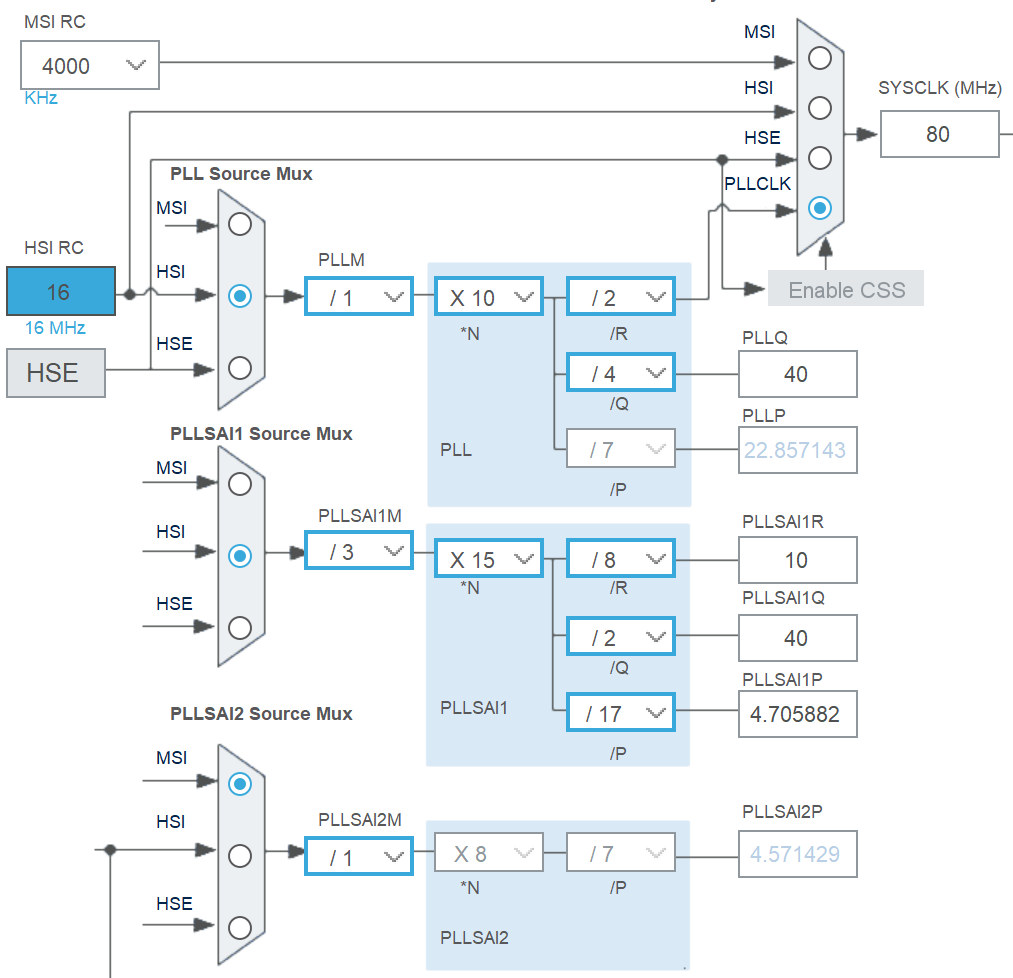 MSI RC
4000
KHz
MSI
HSI
HSE
PLLCLK
SYSCLK (MHz)
80
Enable CSS
PLL Source Mux
MSI
HSI
HSE
HSI RC
16
16 MHz
HSE
PLLM
/ 1
X 10
*N
/ 2
/R
/ 4
/Q
/ 7
/P
PLL
PLLQ
40
PLLP
22.857143
PLLSAI1 Source Mux
MSI
HSI
HSE
PLLSAI1M
/ 3
X 15
*N
/ 8
/R
/ 2
/Q
/ 17
/P
PLLSAI1
PLLSAI1R
10
PLLSAI1Q
40
PLLSAI1P
4.705882
PLLSAI2 Source Mux
MSI
HSI
HSE
PLLSAI2M
/ 1
X 8
*N
/ 7
/P
PLLSAI2
PLLSAI2P
4.571429